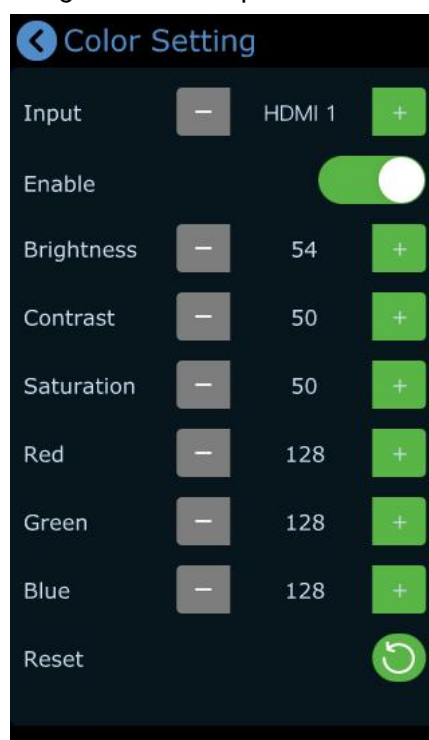 Color Setting
Input − HDMI 1 +
Enable
Brightness − 54 +
Contrast − 50 +
Saturation − 50 +
Red − 128 +
Green − 128 +
Blue − 128 +
Reset